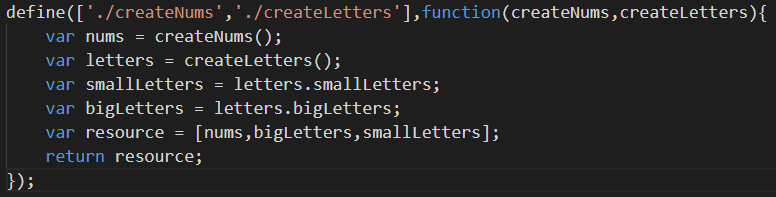 define(['./createNums','./createLetters'],function(createNums,createLetters){
    var nums = createNums();
    var letters = createLetters();
    var smallLetters = letters.smallLetters;
    var bigLetters = letters.bigLetters;
    var resource = [nums,bigLetters,smallLetters];
    return resource;
});